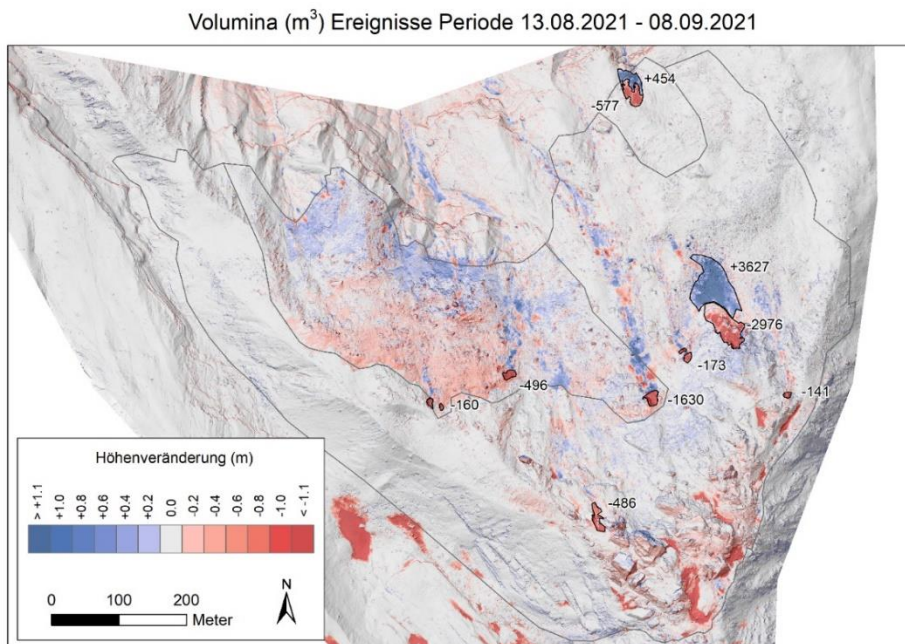 Volumina (m³) Ereignisse Periode 13.08.2021 - 08.09.2021
+454
-577
+3627
-2976
-173
-496
-1630
-141
-160
-486
Höhenveränderung (m)
> +1.1 +1.0 +0.8 +0.6 +0.4 +0.2 0.0 -0.2 -0.4 -0.6 -0.8 -1.0 < -1.1
N
0 100 200
Meter